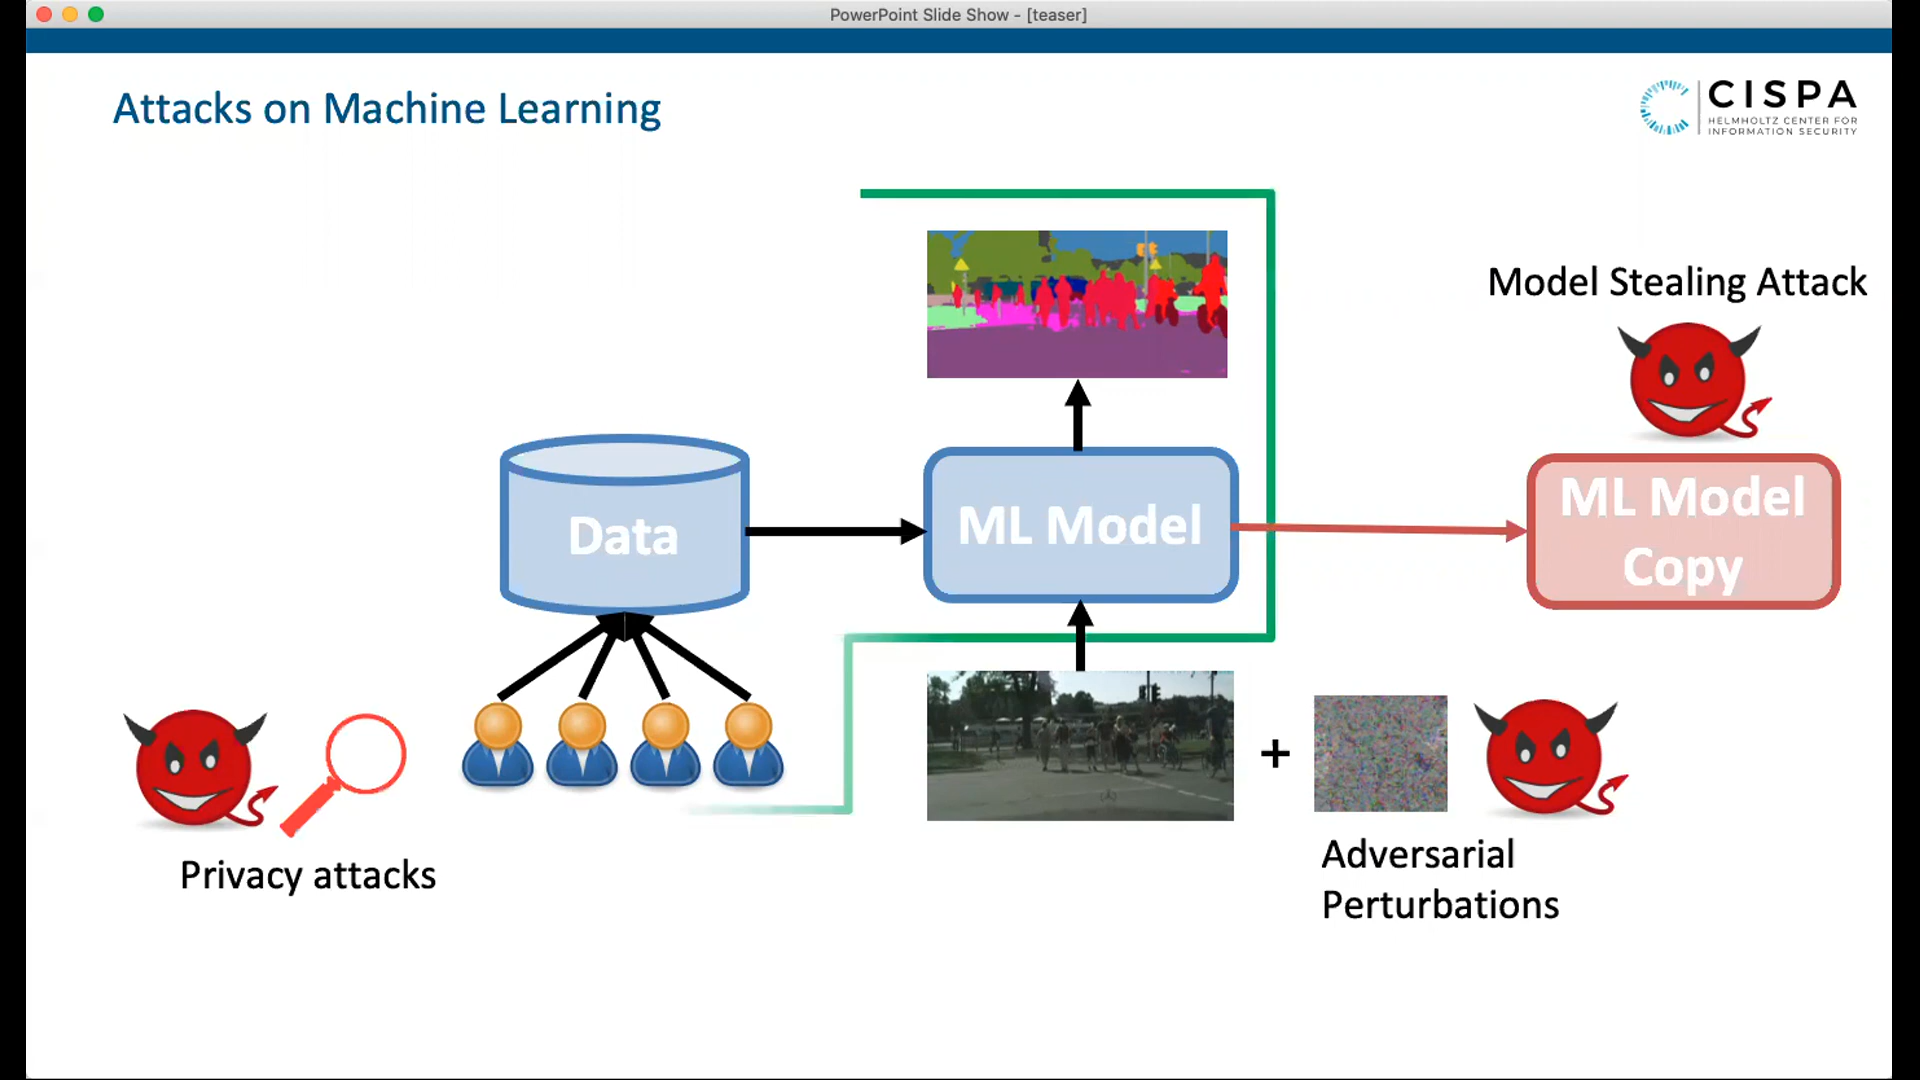 PowerPoint Slide Show - [teaser]
Attacks on Machine Learning
CISPA
HELMHOLTZ CENTER FOR
INFORMATION SECURITY
Model Stealing Attack
Data
ML Model
ML Model
Copy
Privacy attacks
+
Adversarial
Perturbations